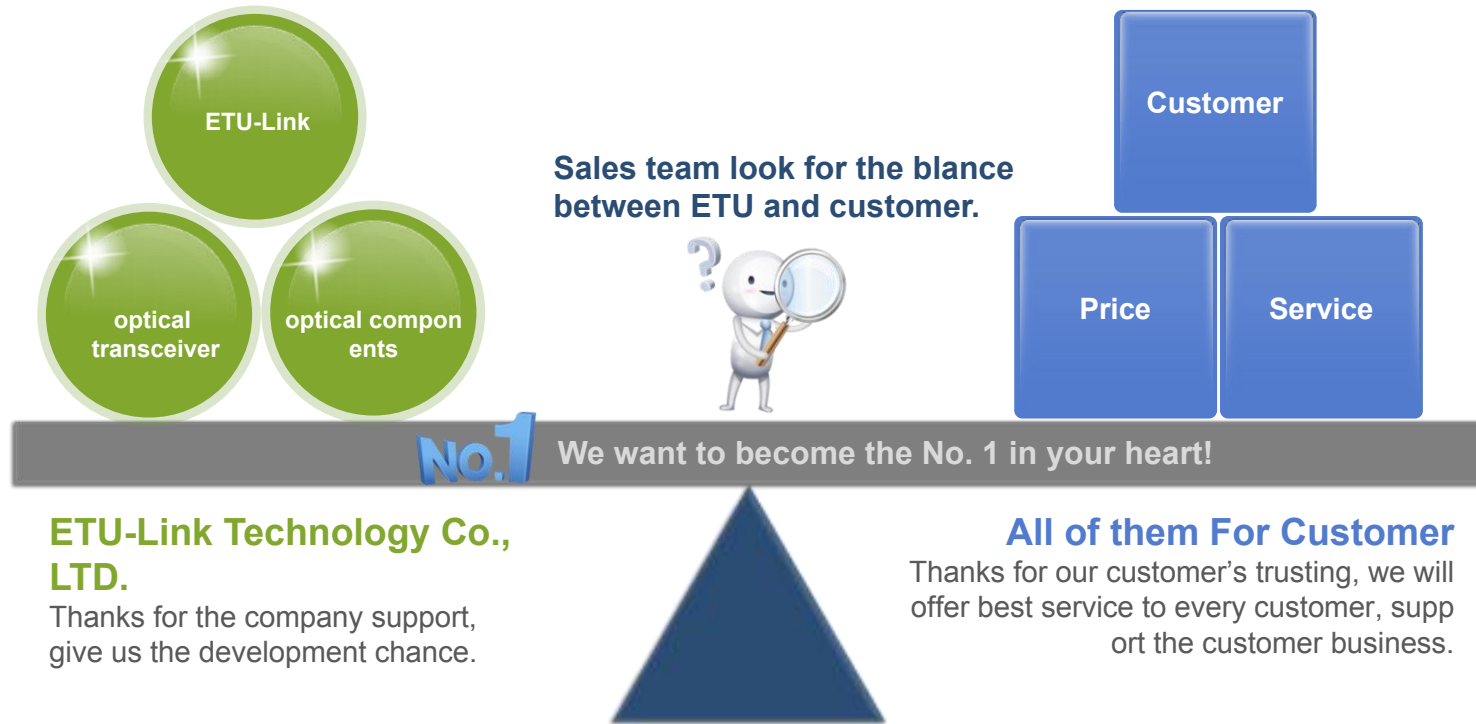 ETU-Link
optical
transceiver
optical compon
ents
Sales team look for the blance
between ETU and customer.
?
Customer
Price
Service
No.1
We want to become the No. 1 in your heart!
ETU-Link Technology Co.,
LTD.
Thanks for the company support,
give us the development chance.
All of them For Customer
Thanks for our customer’s trusting, we will
offer best service to every customer, supp
ort the customer business.